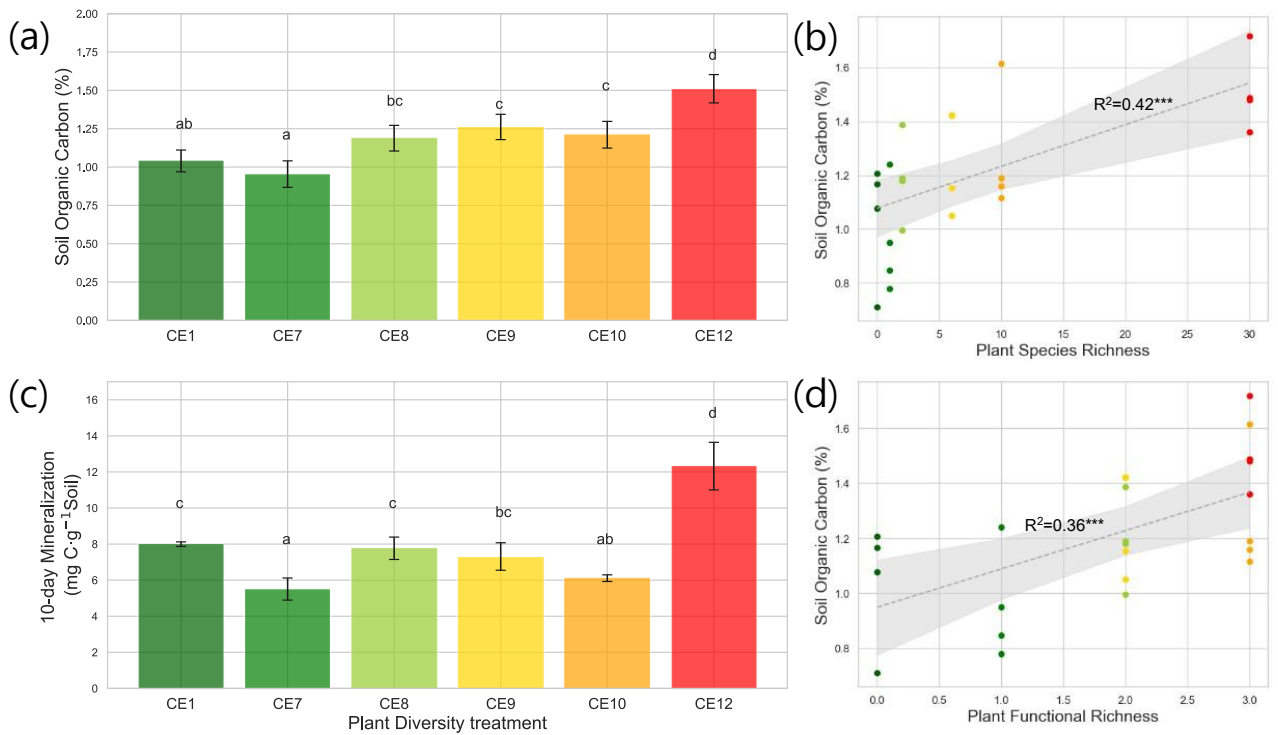 (a)
Soil Organic Carbon (%)
2.00
1.75
1.50
1.25
1.00
0.75
0.50
0.25
0.00
ab
a
bc
c
c
d
CE1 CE7 CE8 CE9 CE10 CE12
(b)
Soil Organic Carbon (%)
1.6
1.4
1.2
1.0
0.8
R²=0.42***
0 5 10 15 20 25 30
Plant Species Richness
(c)
10-day Mineralization
(mg C·g⁻¹Soil)
16
14
12
10
8
6
4
2
0
c
a
c
bc
ab
d
CE1 CE7 CE8 CE9 CE10 CE12
Plant Diversity treatment
(d)
Soil Organic Carbon (%)
1.6
1.4
1.2
1.0
0.8
R²=0.36***
0.0 0.5 1.0 1.5 2.0 2.5 3.0
Plant Functional Richness